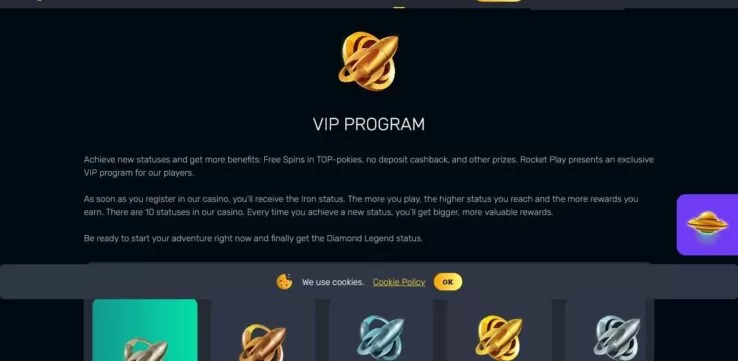 VIP PROGRAM
Achieve new statuses and get more benefits: Free Spins in TOP-pokies, no deposit cashback, and other prizes. Rocket Play presents an exclusive
VIP program for our players.
As soon as you register in our casino, you'll receive the Iron status. The more you play, the higher status you reach and the more rewards you
earn. There are 10 statuses in our casino. Every time you achieve a new status, you'll get bigger, more valuable rewards.
Be ready to start your adventure right now and finally get the Diamond Legend status.
We use cookies. Cookie Policy OK